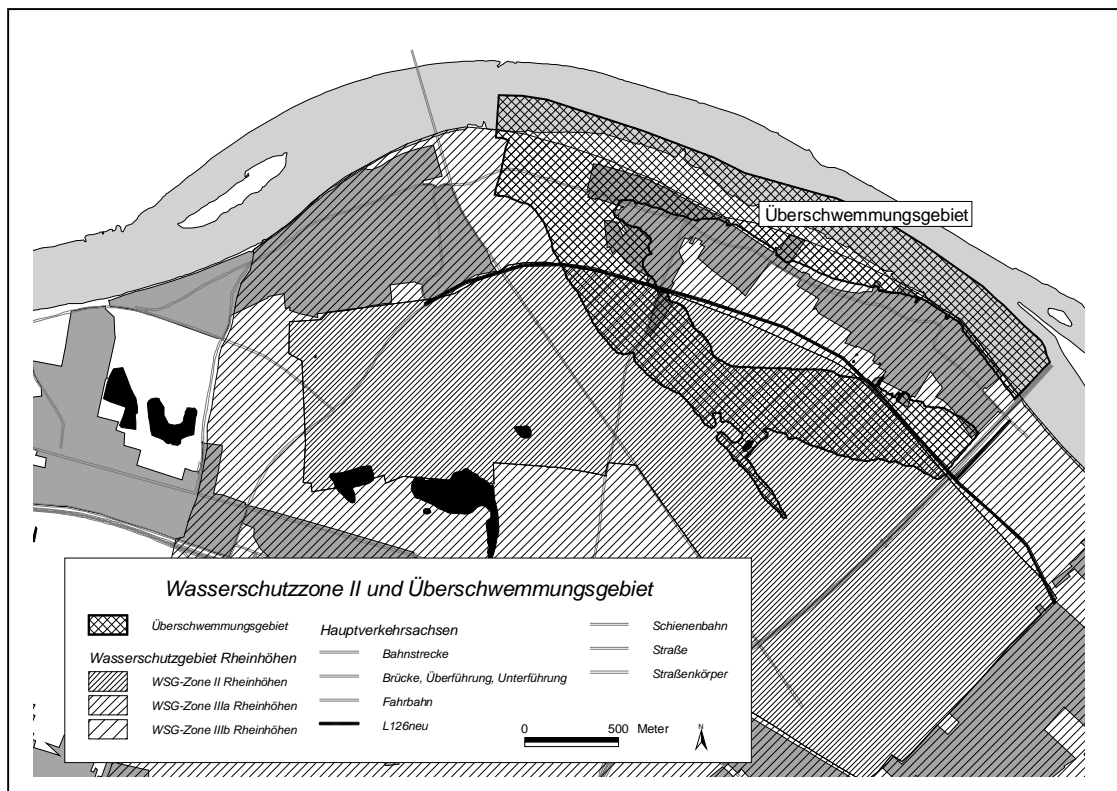 Überschwemmungsgebiet
Wasserschutzzone II und Überschwemmungsgebiet
Überschwemmungsgebiet
Wasserschutzgebiet Rheinhöhen
WSG-Zone II Rheinhöhen
WSG-Zone IIIa Rheinhöhen
WSG-Zone IIIb Rheinhöhen
Hauptverkehrsachsen
Bahnstrecke
Brücke, Überführung, Unterführung
Fahrbahn
L126neu
Schienenbahn
Straße
Straßenkörper
0 500 Meter
N